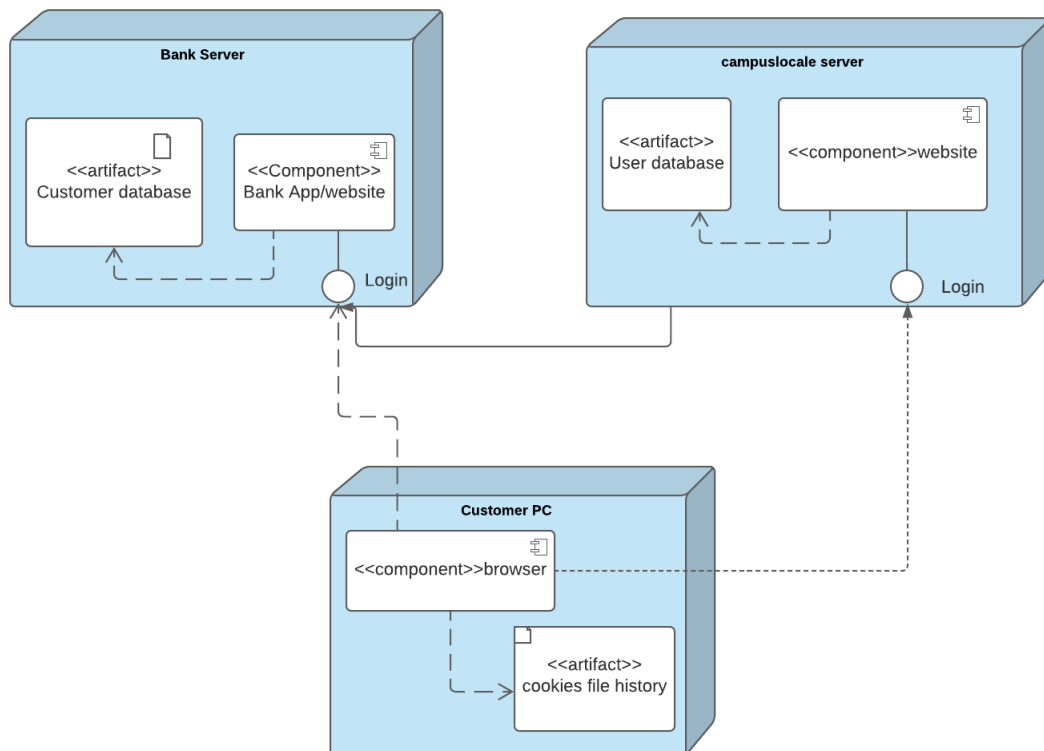 Bank Server
<<artifact>>
Customer database
<<Component>>
Bank App/website
Login
campuslocale server
<<artifact>>
User database
<<component>>website
Login
Customer PC
<<component>>browser
<<artifact>>
cookies file history